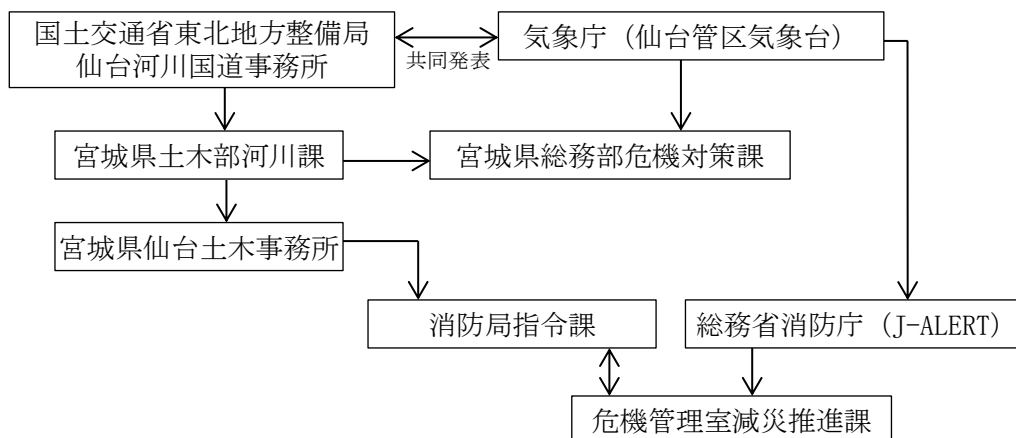 国土交通省東北地方整備局
仙台河川国道事務所
共同発表
気象庁（仙台管区気象台）
宮城県土木部河川課
宮城県総務部危機対策課
宮城県仙台土木事務所
消防局指令課
総務省消防庁（J-ALERT）
危機管理室減災推進課